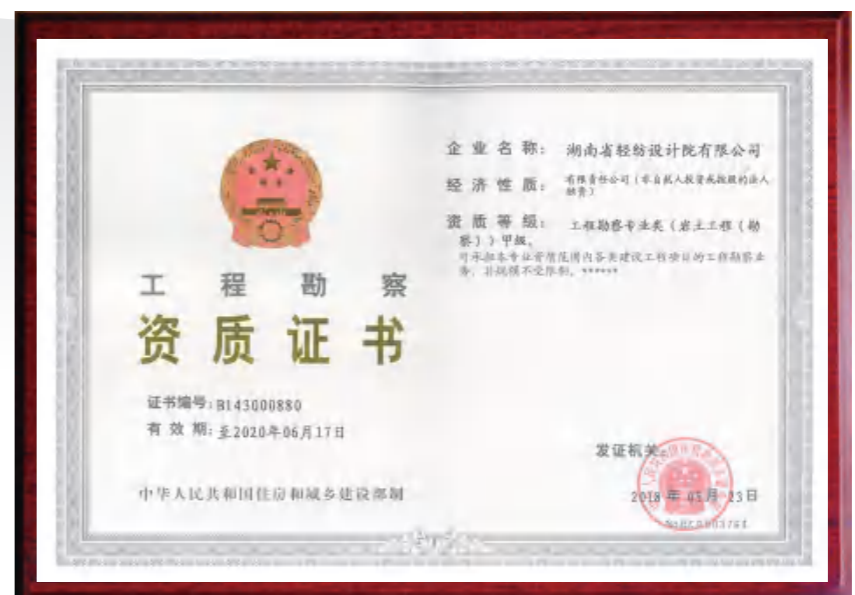 工程勘察
资质证书
证书编号:B143000880
有效期:至2020年06月17日
中华人民共和国住房和城乡建设部制
企业名称: 湖南省轻纺设计院有限公司
经济性质: 有限责任公司(非自然人投资或控股的法人
独资)
资质等级: 工程勘察专业类(岩土工程(勘
察))甲级。
可承担本专业资质范围内各类建设工程项目的工程勘察业
务,其规模不受限制。******
发证机关:
2018年05月23日